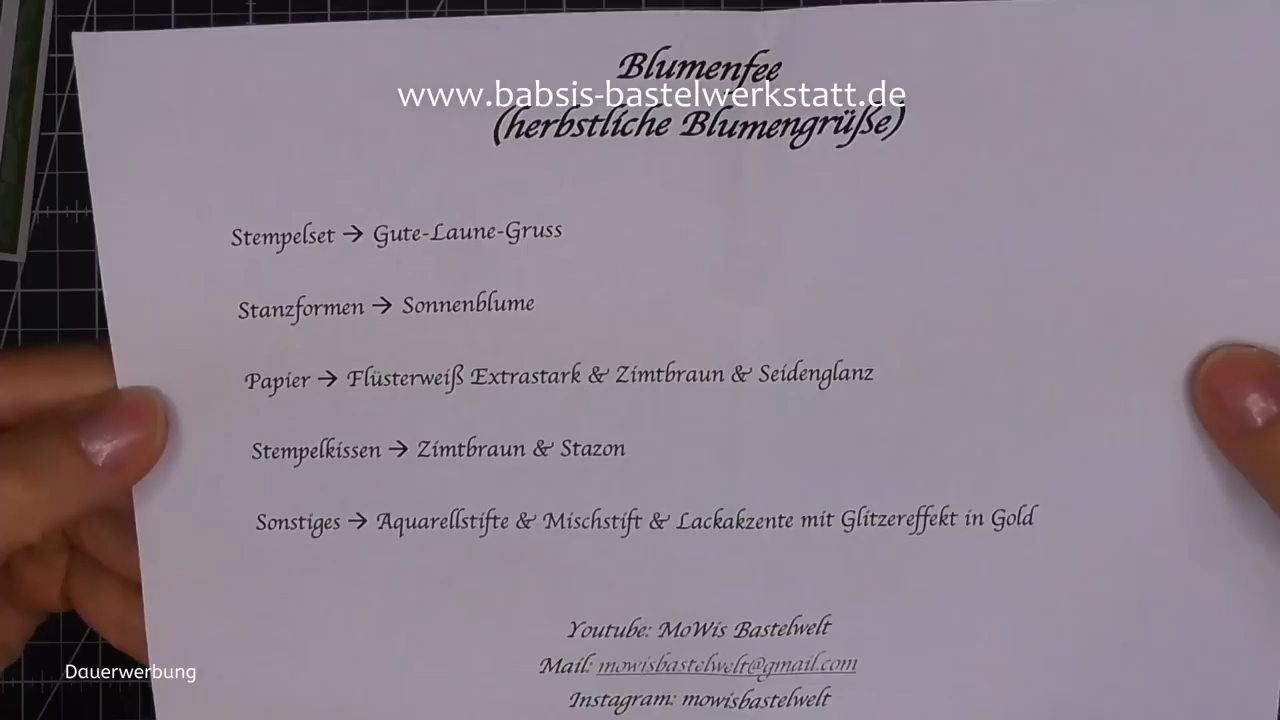 Blumenfee
www.babsis-bastelwerkstatt.de
(herbstliche Blumengrüße)
Stempelset → Gute-Laune-Gruss
Stanzformen → Sonnenblume
Papier → Flüsterweiß Extrastark & Zimtbraun & Seidenglanz
Stempelkissen → Zimtbraun & Stazon
Sonstiges → Aquarellstifte & Mischstift & Lackakzente mit Glitzereffekt in Gold
Youtube: MoWis Bastelwelt
Mail: mowisbastelwelt@gmail.com
Dauerwerbung
Instagram: mowisbastelwelt